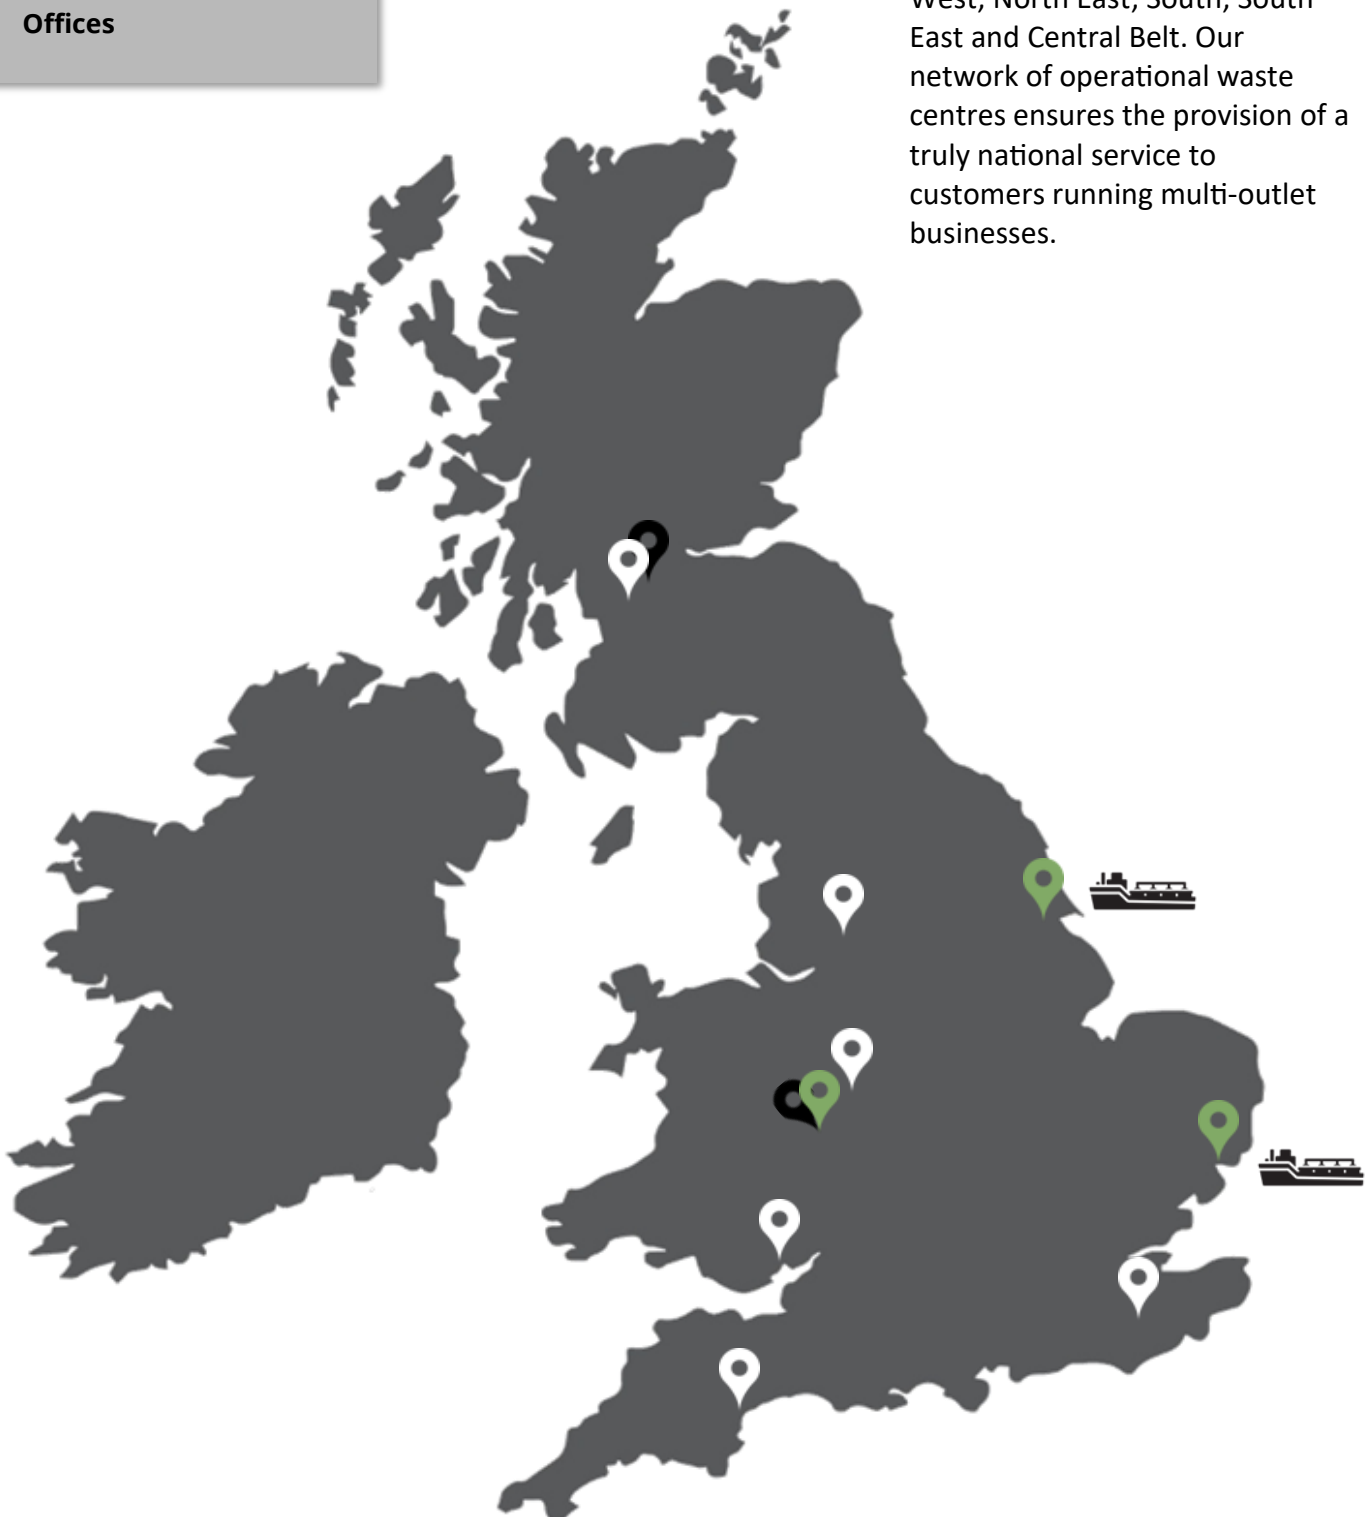 Offices
West, North East, South, South
East and Central Belt. Our
network of operational waste
centres ensures the provision of a
truly national service to
customers running multi-outlet
businesses.